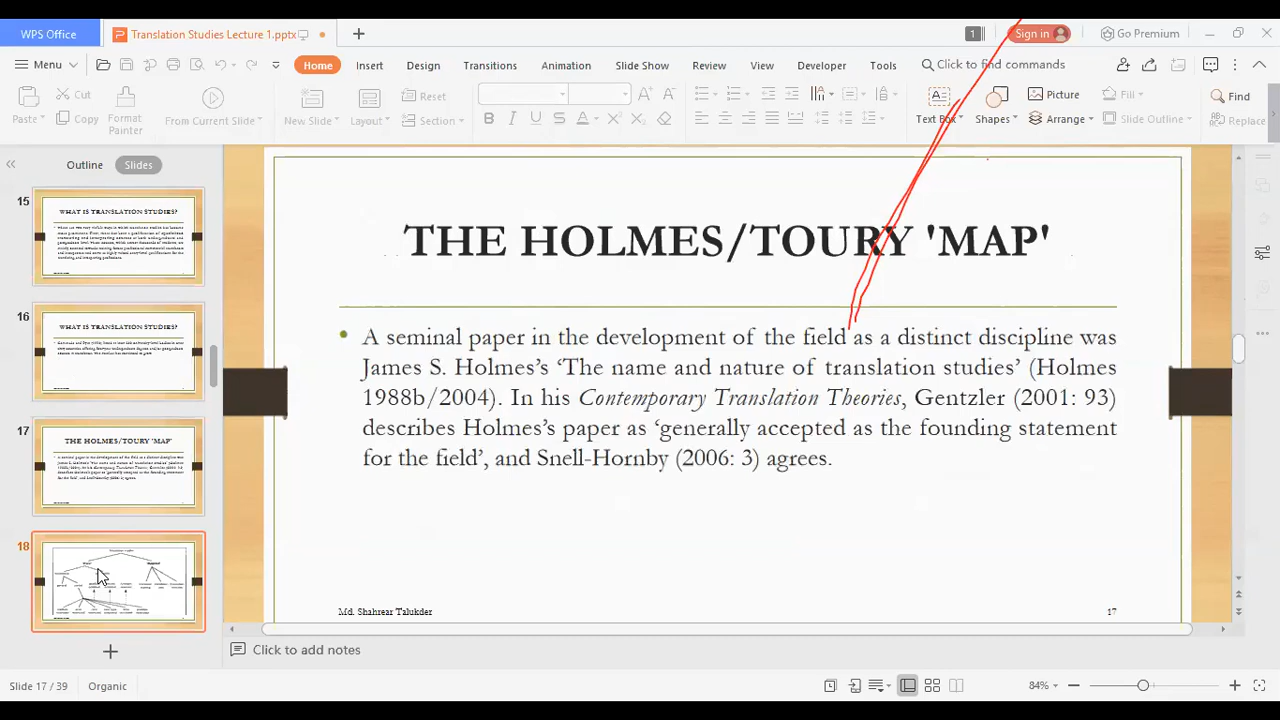 WPS Office
Translation Studies Lecture 1.pptx
1
Sign in
Go Premium
Menu
Home
Insert
Design
Transitions
Animation
Slide Show
Review
View
Developer
Tools
Click to find commands
Cut
Format Painter
From Current Slide
New Slide
Layout
Reset
Section
B I U S A
Text Box
Shapes
Picture
Arrange
Fill
Slide Outline
Find
Replace
Outline
Slides
15
WHAT IS TRANSLATION STUDIES?
16
WHAT IS TRANSLATION STUDIES?
17
THE HOLMES/TOURY 'MAP'
18
THE HOLMES/TOURY 'MAP'
• A seminal paper in the development of the field as a distinct discipline was
James S. Holmes's ‘The name and nature of translation studies’ (Holmes
1988b/2004). In his Contemporary Translation Theories, Gentzler (2001: 93)
describes Holmes's paper as ‘generally accepted as the founding statement
for the field’, and Snell-Hornby (2006: 3) agrees.
Md. Shahrear Talukder
17
Click to add notes
Slide 17 / 39
Organic
84%